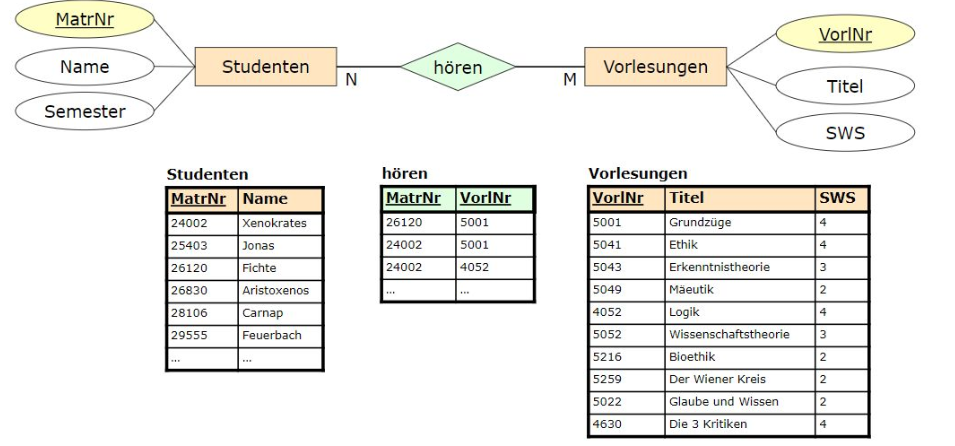 MatrNr
Name
Semester
Studenten
N
hören
M
Vorlesungen
VorlNr
Titel
SWS
Studenten
MatrNr Name
24002 Xenokrates
25403 Jonas
26120 Fichte
26830 Aristoxenos
28106 Carnap
29555 Feuerbach
... ...
hören
MatrNr VorlNr
26120 5001
24002 5001
24002 4052
... ...
Vorlesungen
VorlNr Titel SWS
5001 Grundzüge 4
5041 Ethik 4
5043 Erkenntnistheorie 3
5049 Mäeutik 2
4052 Logik 4
5052 Wissenschaftstheorie 3
5216 Bioethik 2
5259 Der Wiener Kreis 2
5022 Glaube und Wissen 2
4630 Die 3 Kritiken 4